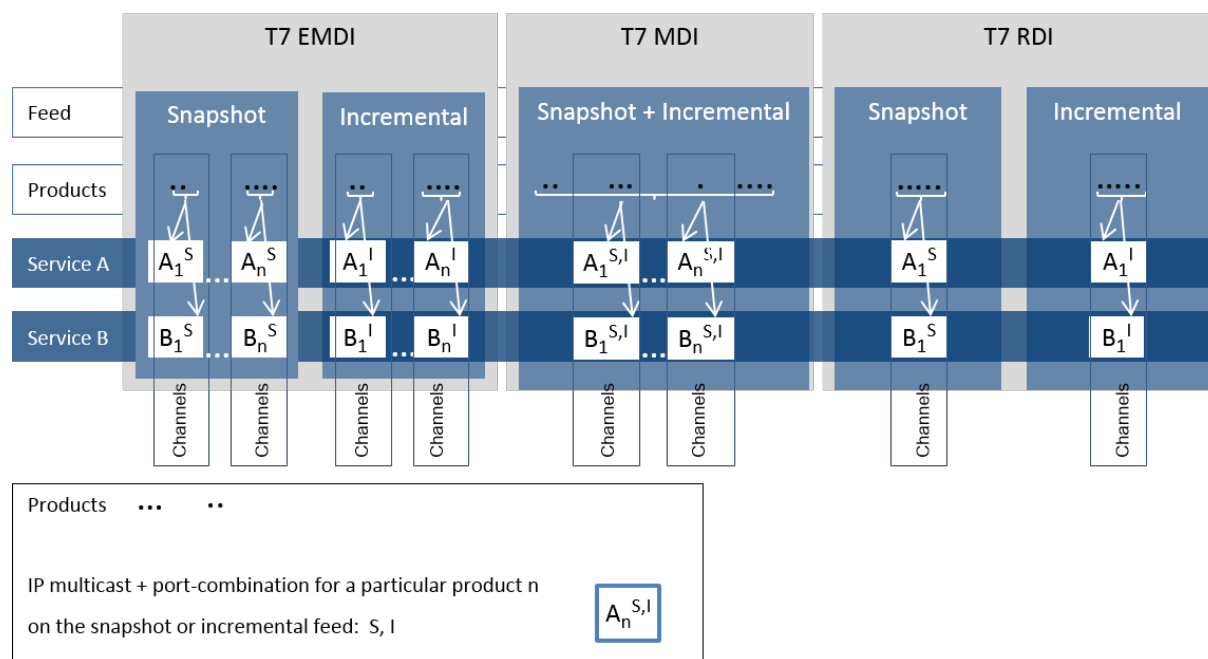 T7 EMDI T7 MDI T7 RDI
Feed Snapshot Incremental Snapshot + Incremental Snapshot Incremental
Products
Service A A₁ˢ ... Aₙˢ A₁ᴵ ... Aₙᴵ A₁ˢ,ᴵ ... Aₙˢ,ᴵ A₁ˢ A₁ᴵ
Service B B₁ˢ ... Bₙˢ B₁ᴵ ... Bₙᴵ B₁ˢ,ᴵ ... Bₙˢ,ᴵ B₁ˢ B₁ᴵ
Channels Channels Channels Channels Channels Channels Channels Channels
Products ... ..
IP multicast + port-combination for a particular product n
on the snapshot or incremental feed: S, I
Aₙˢ,ᴵ